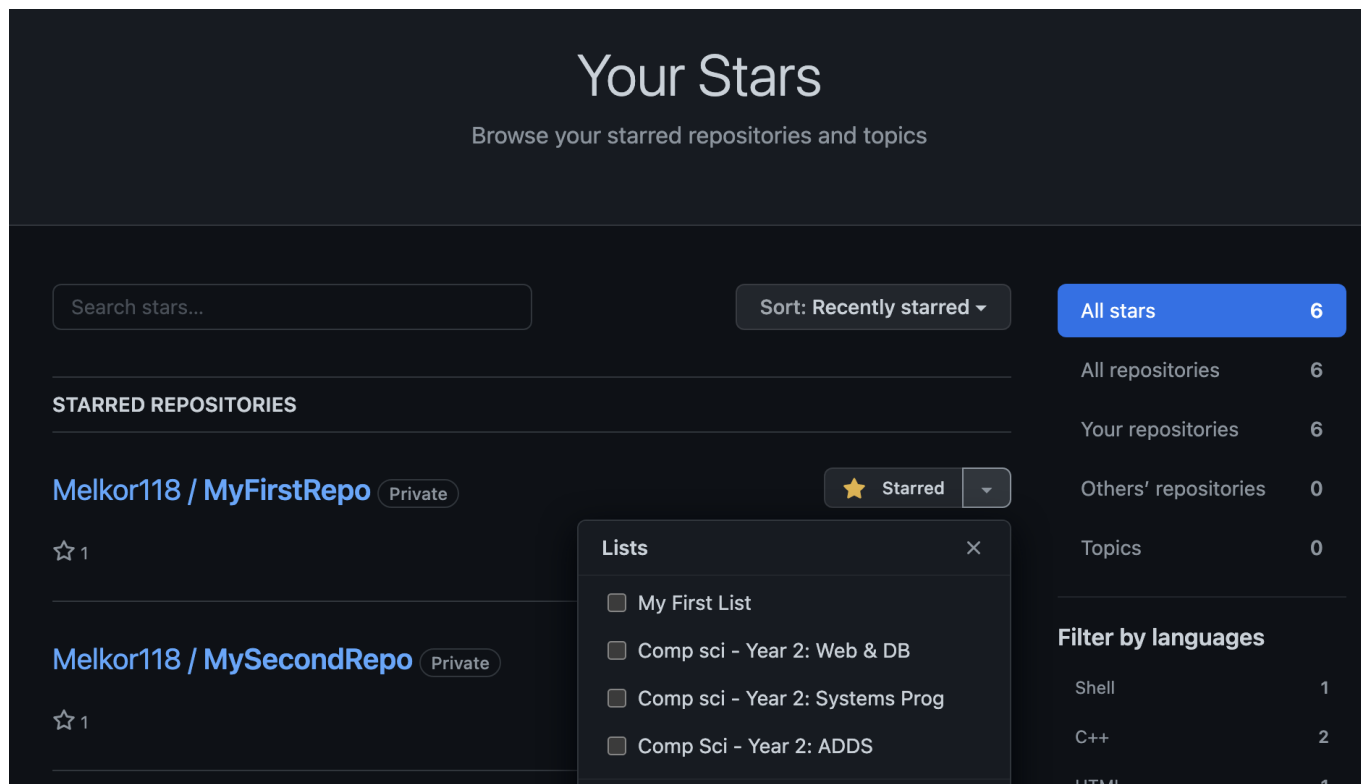 Your Stars
Browse your starred repositories and topics
Search stars...
Sort: Recently starred
STARRED REPOSITORIES
Melkor118 / MyFirstRepo Private
Starred
1
Lists
My First List
Comp sci - Year 2: Web & DB
Comp sci - Year 2: Systems Prog
Comp Sci - Year 2: ADDS
Melkor118 / MySecondRepo Private
1
All stars 6
All repositories 6
Your repositories 6
Others’ repositories 0
Topics 0
Filter by languages
Shell 1
C++ 2